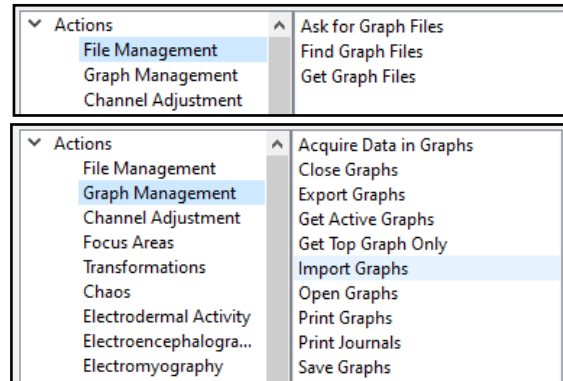 Actions
File Management
Graph Management
Channel Adjustment
Ask for Graph Files
Find Graph Files
Get Graph Files
Actions
File Management
Graph Management
Channel Adjustment
Focus Areas
Transformations
Chaos
Electrodermal Activity
Electroencephalogra...
Electromyography
Acquire Data in Graphs
Close Graphs
Export Graphs
Get Active Graphs
Get Top Graph Only
Import Graphs
Open Graphs
Print Graphs
Print Journals
Save Graphs